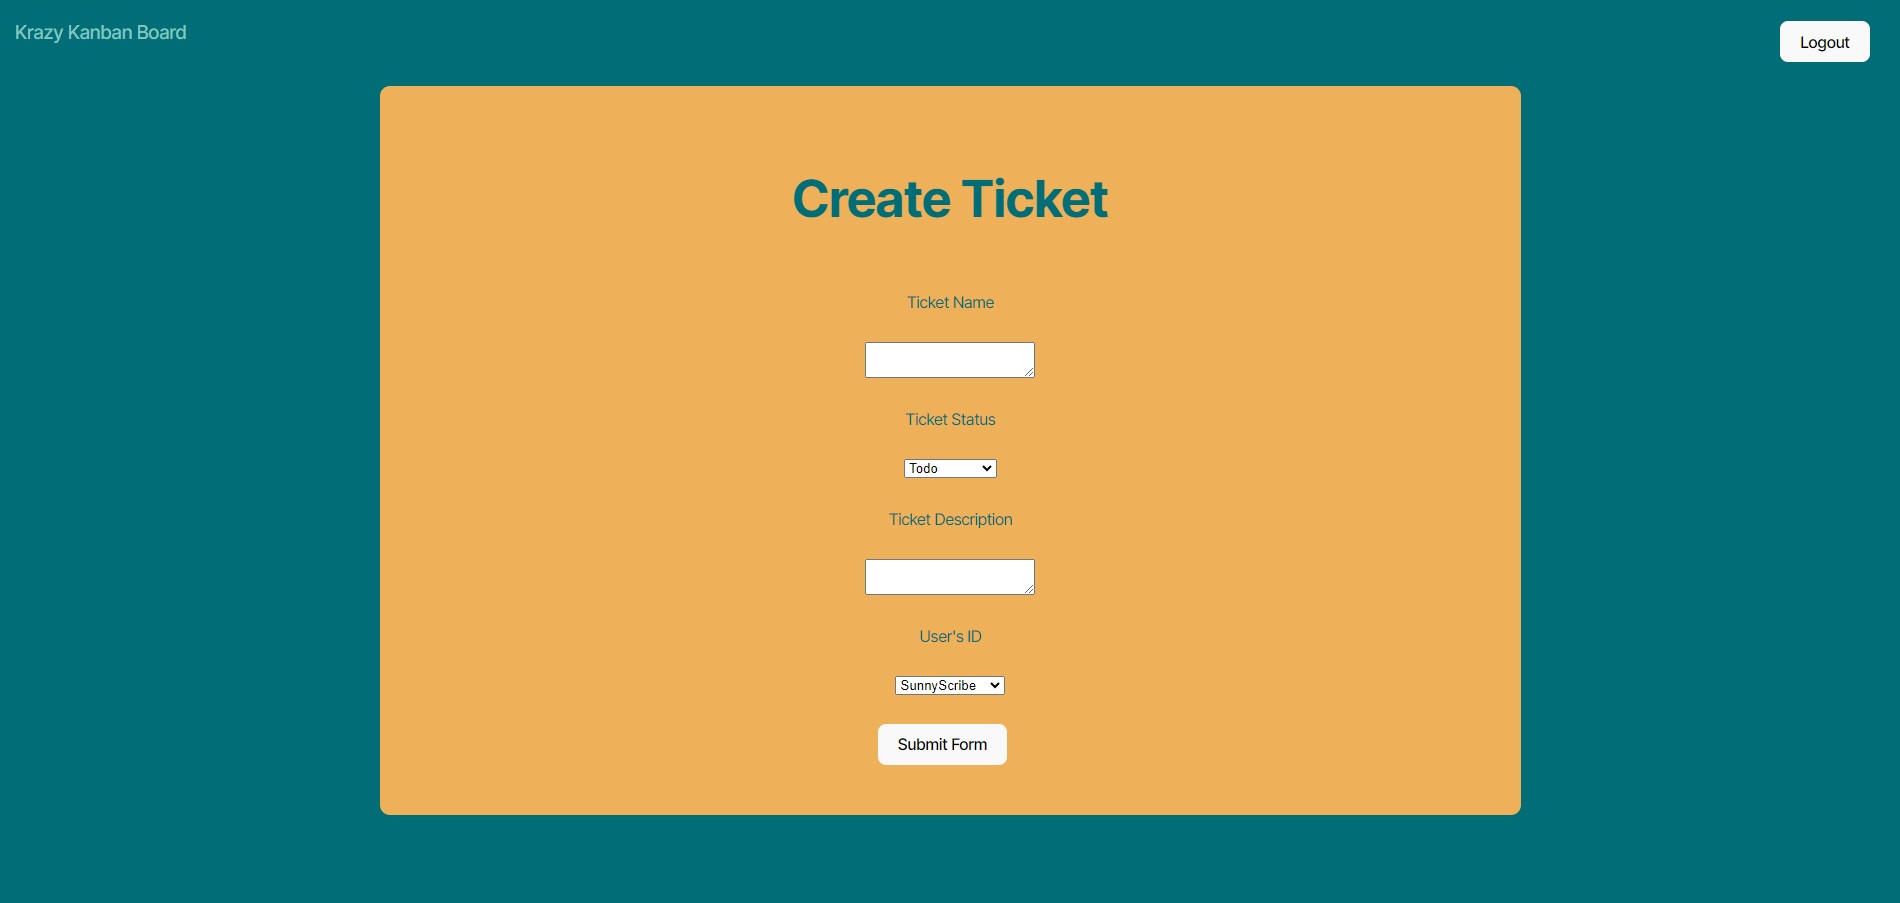 Krazy Kanban Board
Logout
Create Ticket
Ticket Name
Ticket Status
Todo
Ticket Description
User's ID
SunnyScribe
Submit Form